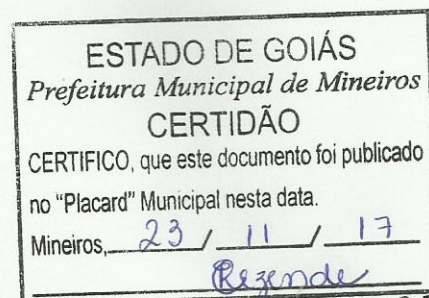 ESTADO DE GOIÁS
Prefeitura Municipal de Mineiros
CERTIDÃO
CERTIFICO, que este documento foi publicado
no "Placard" Municipal nesta data.
Mineiros, 23 / 11 / 17
Rezende